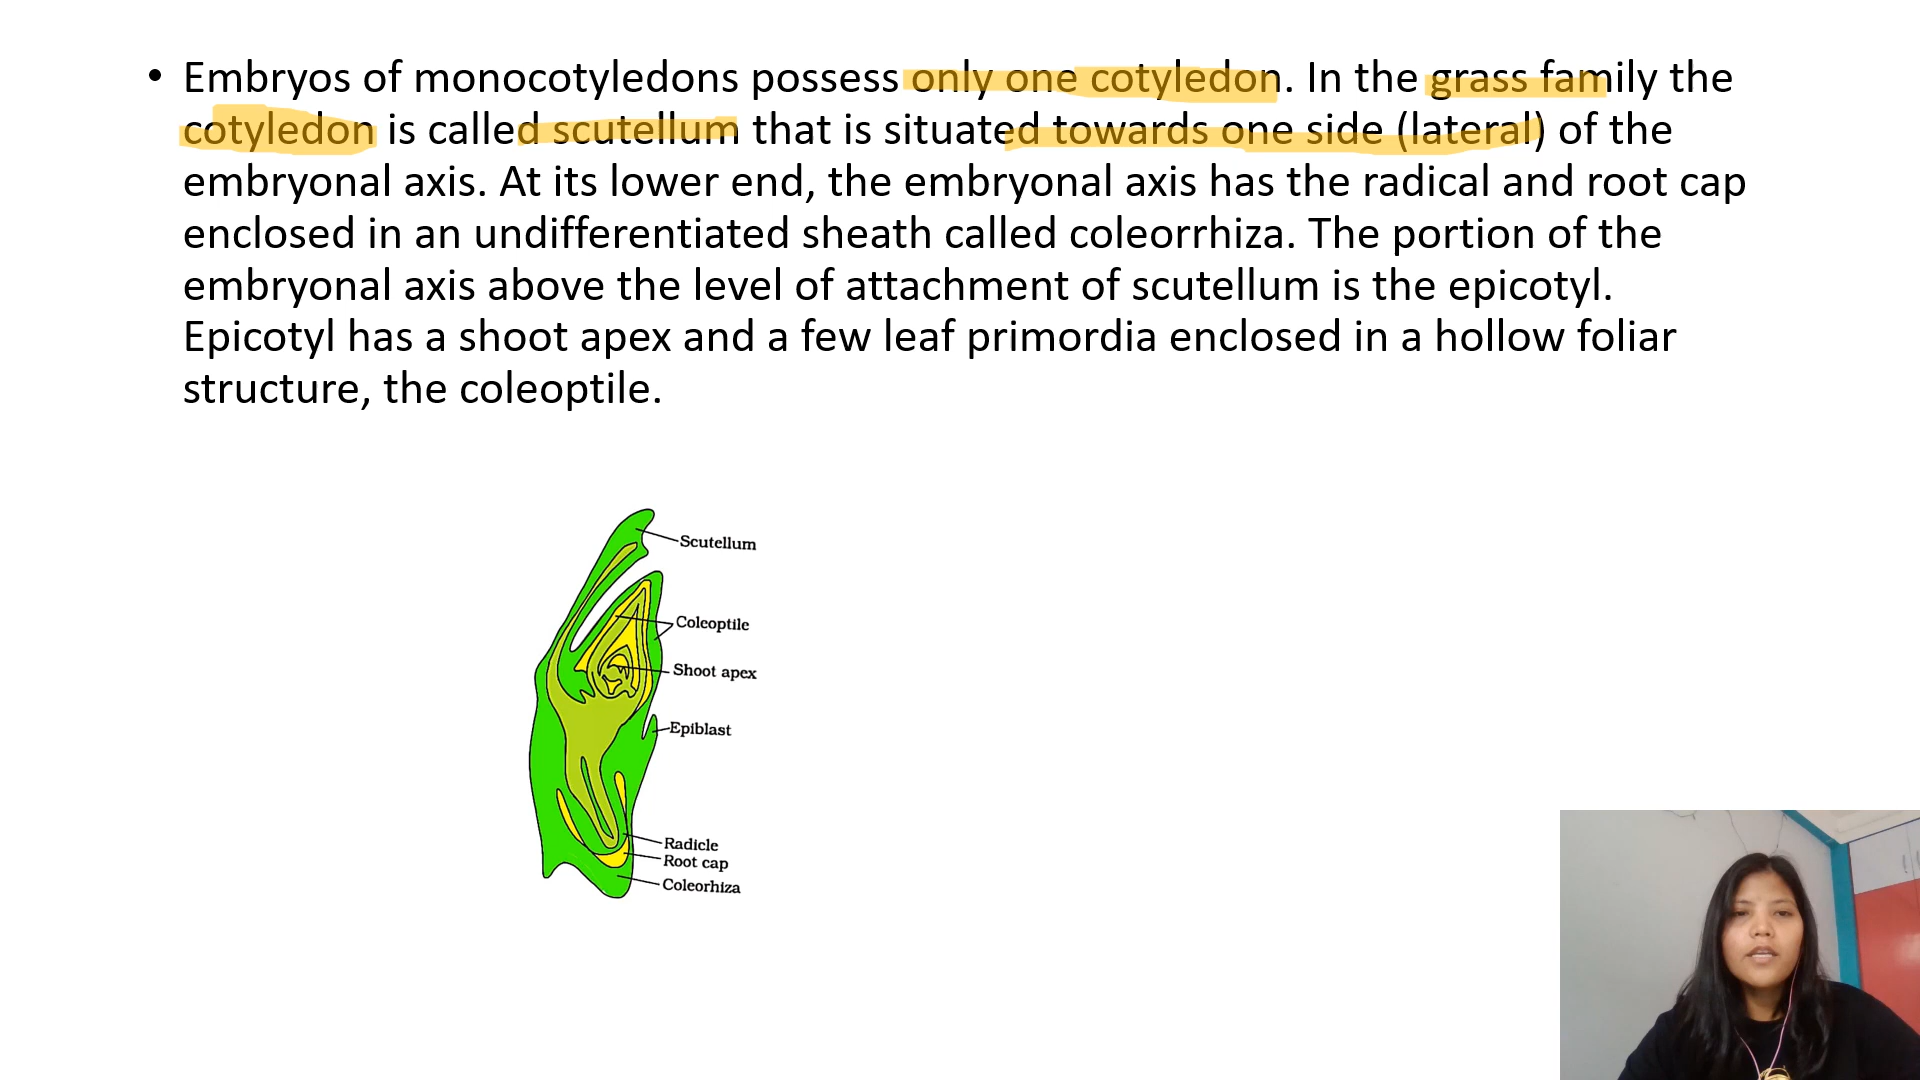 • Embryos of monocotyledons possess only one cotyledon. In the grass family the
cotyledon is called scutellum that is situated towards one side (lateral) of the
embryonal axis. At its lower end, the embryonal axis has the radical and root cap
enclosed in an undifferentiated sheath called coleorrhiza. The portion of the
embryonal axis above the level of attachment of scutellum is the epicotyl.
Epicotyl has a shoot apex and a few leaf primordia enclosed in a hollow foliar
structure, the coleoptile.
Scutellum
Coleoptile
Shoot apex
Epiblast
Radicle
Root cap
Coleorhiza